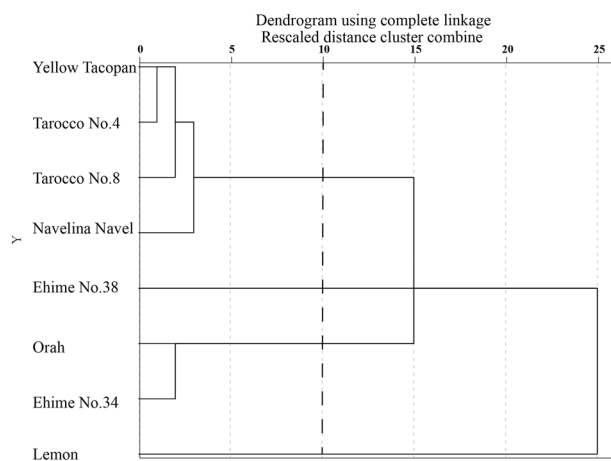 Dendrogram using complete linkage
Rescaled distance cluster combine
0 5 10 15 20 25
Yellow Tacopan
Tarocco No.4
Tarocco No.8
Navelina Navel
Y
Ehime No.38
Orah
Ehime No.34
Lemon